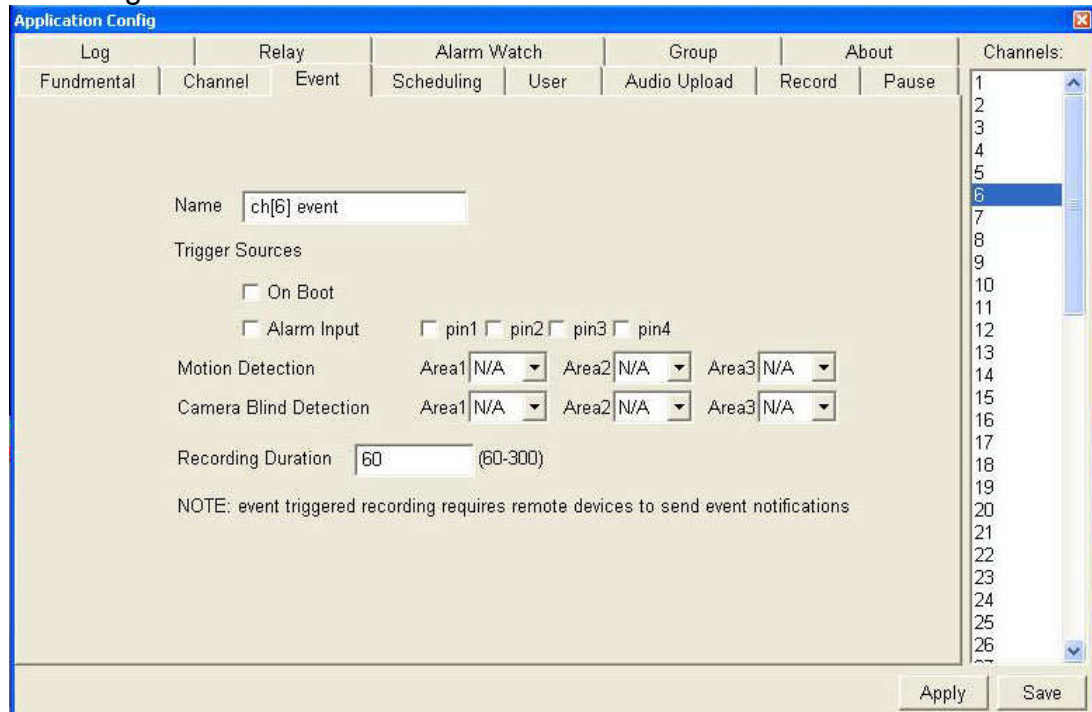 Application Config
Log Relay Alarm Watch Group About Channels:
Fundmental Channel Event Scheduling User Audio Upload Record Pause
1
2
3
4
5
6
7
8
9
10
11
12
13
14
15
16
17
18
19
20
21
22
23
24
25
26
Name ch[6] event
Trigger Sources
On Boot
Alarm Input pin1 pin2 pin3 pin4
Motion Detection Area1 N/A Area2 N/A Area3 N/A
Camera Blind Detection Area1 N/A Area2 N/A Area3 N/A
Recording Duration 60 (60-300)
NOTE: event triggered recording requires remote devices to send event notifications
Apply Save